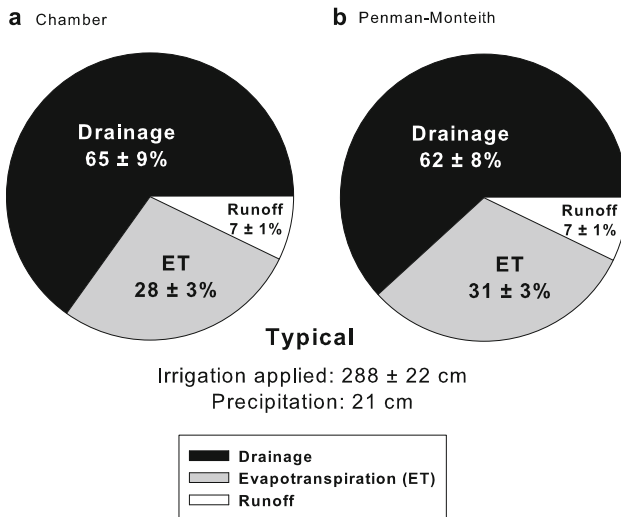 a Chamber
b Penman-Monteith
Drainage
65 ± 9%
Runoff
7 ± 1%
ET
28 ± 3%
Drainage
62 ± 8%
Runoff
7 ± 1%
ET
31 ± 3%
Typical
Irrigation applied: 288 ± 22 cm
Precipitation: 21 cm
Drainage
Evapotranspiration (ET)
Runoff